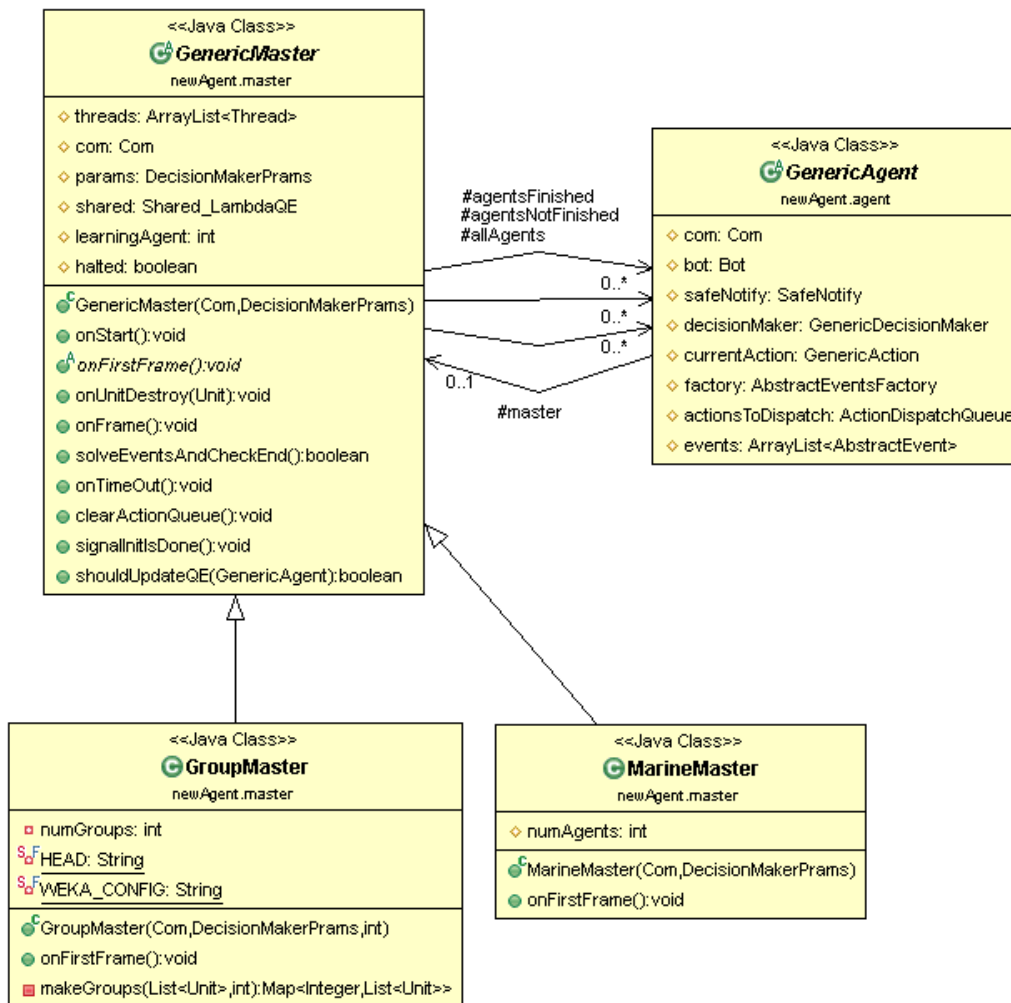 <<Java Class>>
GenericMaster
newAgent.master
threads: ArrayList<Thread>
com: Com
params: DecisionMakerPrams
shared: Shared_LambdaQE
learningAgent: int
halted: boolean
GenericMaster(Com,DecisionMakerPrams)
onStart():void
onFirstFrame():void
onUnitDestroy(Unit):void
onFrame():void
solveEventsAndCheckEnd():boolean
onTimeOut():void
clearActionQueue():void
signalInitIsDone():void
shouldUpdateQE(GenericAgent):boolean
#agentsFinished
#agentsNotFinished
#allAgents
0..*
0..*
0..*
0..1
#master
<<Java Class>>
GenericAgent
newAgent.agent
com: Com
bot: Bot
safeNotify: SafeNotify
decisionMaker: GenericDecisionMaker
currentAction: GenericAction
factory: AbstractEventsFactory
actionsToDispatch: ActionDispatchQueue
events: ArrayList<AbstractEvent>
<<Java Class>>
GroupMaster
newAgent.master
numGroups: int
HEAD: String
WEKA_CONFIG: String
GroupMaster(Com,DecisionMakerPrams,int)
onFirstFrame():void
makeGroups(List<Unit>,int):Map<Integer,List<Unit>>
<<Java Class>>
MarineMaster
newAgent.master
numAgents: int
MarineMaster(Com,DecisionMakerPrams)
onFirstFrame():void